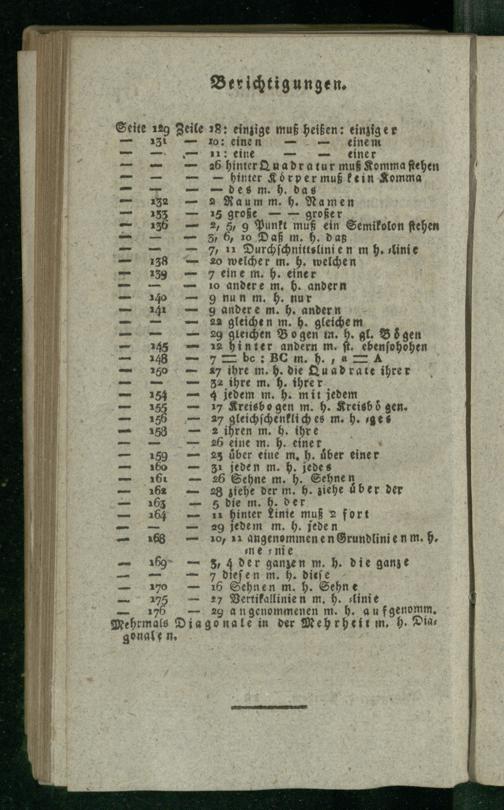 Berichtigungen.
Seite 129 Zeile 18: einzige muß heißen: einziger
— 131 — 10: einen — — einem
— — — 11: eine — — einer
— — — 26 hinter Quadratur muß Komma stehen
— — — — hinter Körper muß kein Komma
— — — — des m. h. das
— 132 — 2 Raum m. h. Namen
— 133 — 15 große — — großer
— 136 — 2, 5, 9 Punkt muß ein Semikolon stehen
— — — 3, 6, 10 Daß m. h. daß
— — — 7, 11 Durchschnittslinien m h. -linie
— 138 — 20 welcher m. h. welchen
— 139 — 7 eine m. h. einer
— — — 10 andere m. h. andern
— 140 — 9 nun m. h. nur
— 141 — 9 andere m. h. andern
— — — 22 gleichen m. h. gleichem
— — — 29 gleichen Bogen m. h. gl. Bögen
— 145 — 12 hinter andern m. st. ebensohohen
— 148 — 7 = bc : BC m. h. , a = A
— 150 — 27 ihre m. h. die Quadrate ihrer
— — — 32 ihre m. h. ihrer
— 154 — 4 jedem m. h. mit jedem
— 155 — 17 Kreisbogen m. h. Kreisbögen.
— 156 — 27 gleichschenkliches m. h. -ges
— 158 — 2 ihren m. h. ihre
— — — 26 eine m. h. einer
— 159 — 23 über eine m. h. über einer
— 160 — 31 jeden m. h. jedes
— 161 — 26 Sehne m. h. Sehnen
— 162 — 28 ziehe der m. h. ziehe über der
— 163 — 5 die m. h. der
— 164 — 11 hinter Linie muß 2 fort
— — — 29 jedem m. h. jeden
— 168 — 10, 11 angenommenen Grundlinien m. h.
-ne -nie
— 169 — 3, 4 der ganzen m. h. die ganze
— — — 7 diesen m. h. diese
— 170 — 16 Sehnen m. h. Sehne
— 175 — 27 Vertikallinien m. h. -linie
— 176 — 29 angenommenen m. h. aufgenomm.
Mehrmals Diagonale in der Mehrheit m. h. Dia-
gonalen.